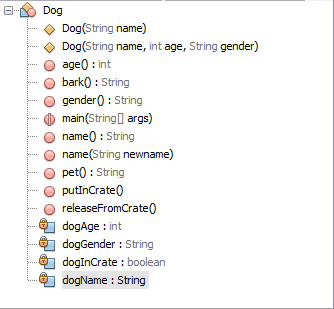 Dog
Dog(String name)
Dog(String name, int age, String gender)
age() : int
bark() : String
gender() : String
main(String[] args)
name() : String
name(String newname)
pet() : String
putInCrate()
releaseFromCrate()
dogAge : int
dogGender : String
dogInCrate : boolean
dogName : String